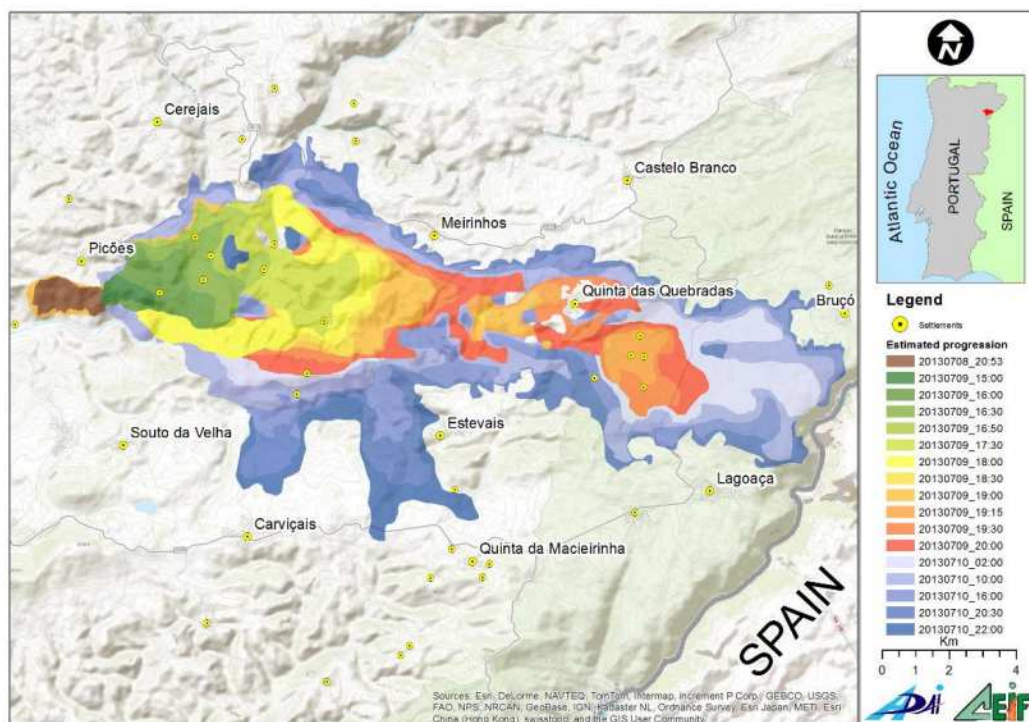 Cerejais
Castelo Branco
Meirinhos
Picões
Quinta das Quebradas
Bruçó
Souto da Velha
Estevais
Lagoaça
Carviçais
Quinta da Macieirinha
SPAIN
Sources: Esri, DeLorme, NAVTEQ, TomTom, Intermap, increment P Corp., GEBCO, USGS,
FAO, NPS, NRCAN, GeoBase, IGN, Kadaster NL, Ordnance Survey, Esri Japan, METI, Esri
China (Hong Kong), swisstopo, and the GIS User Community
N
Atlantic Ocean
PORTUGAL
SPAIN
Legend
Settlements
Estimated progression
20130708_20:53
20130709_15:00
20130709_16:00
20130709_16:30
20130709_16:50
20130709_17:30
20130709_18:00
20130709_18:30
20130709_19:00
20130709_19:15
20130709_19:30
20130709_20:00
20130710_02:00
20130710_10:00
20130710_16:00
20130710_20:30
20130710_22:00
Km
0 2 4
ADAI
CEIF